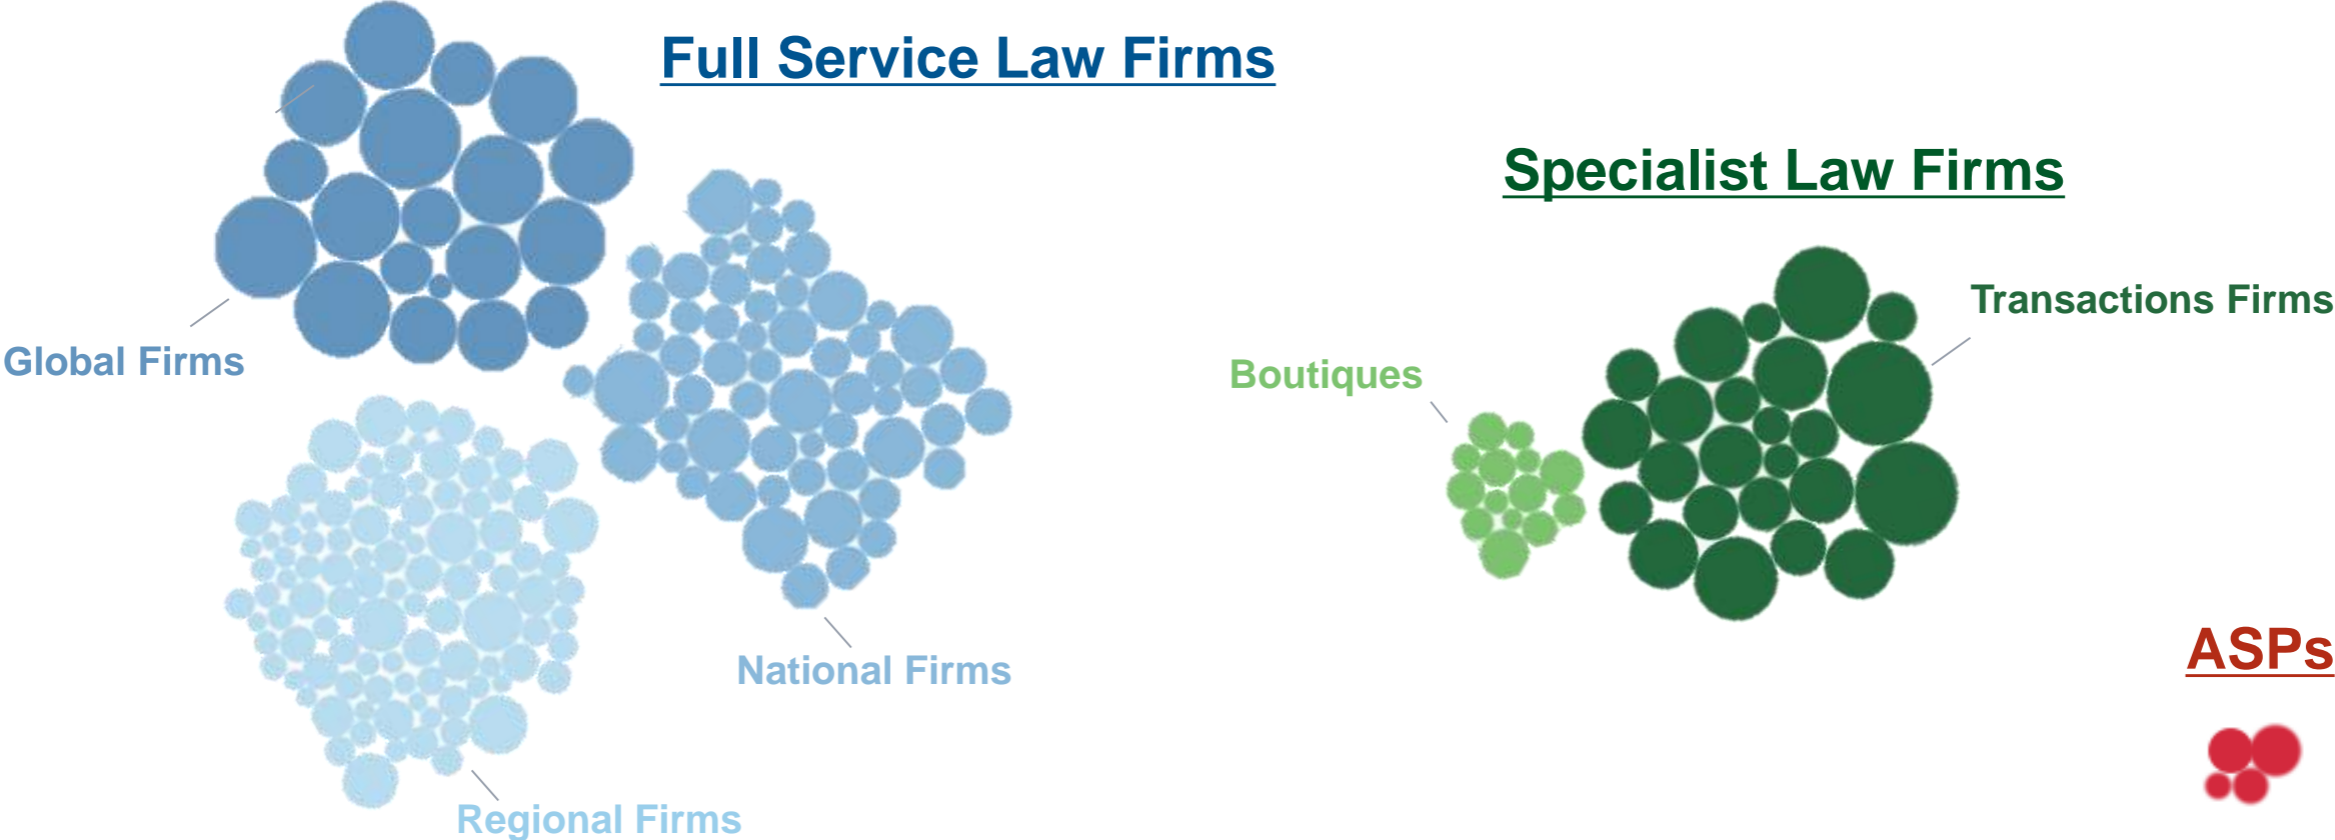 Full Service Law Firms
Specialist Law Firms
Transactions Firms
Global Firms
Boutiques
National Firms
ASPs
Regional Firms